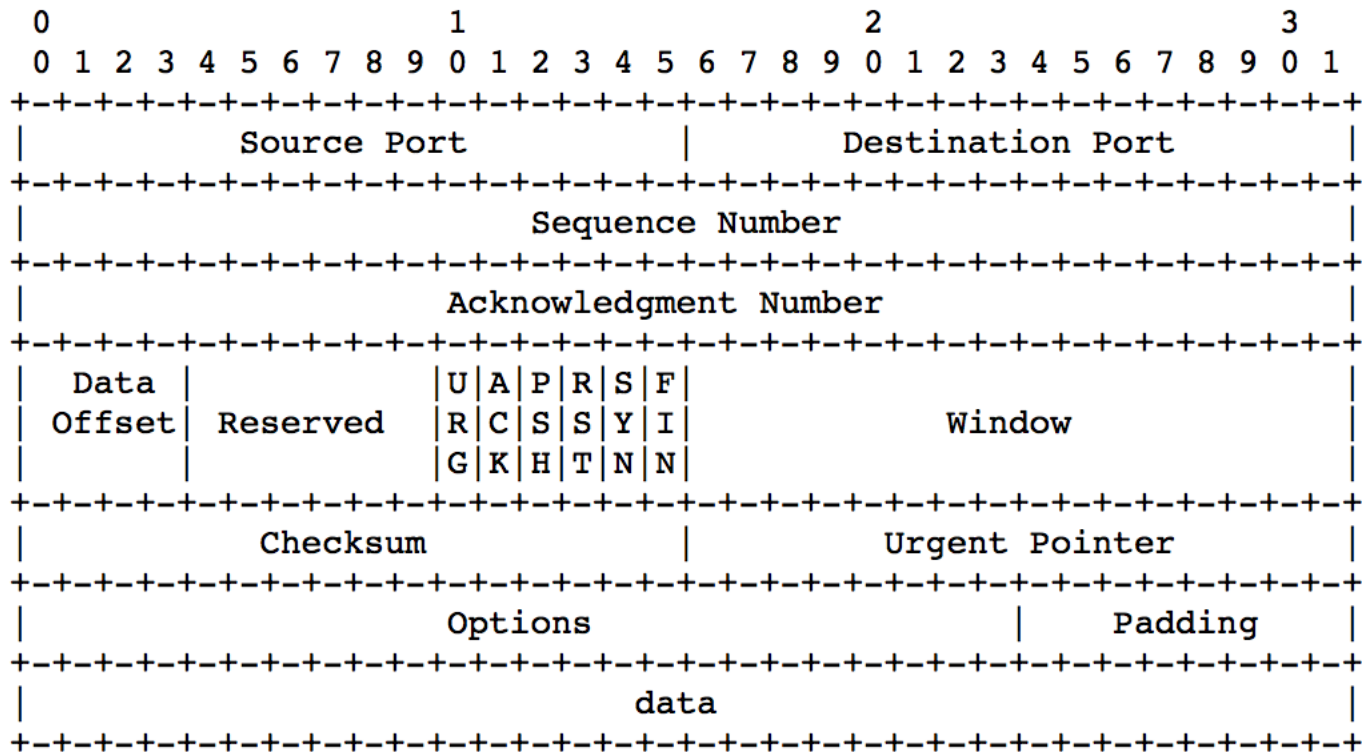 0                   1                   2                   3
 0 1 2 3 4 5 6 7 8 9 0 1 2 3 4 5 6 7 8 9 0 1 2 3 4 5 6 7 8 9 0 1
+-+-+-+-+-+-+-+-+-+-+-+-+-+-+-+-+-+-+-+-+-+-+-+-+-+-+-+-+-+-+-+-+
|          Source Port          |       Destination Port        |
+-+-+-+-+-+-+-+-+-+-+-+-+-+-+-+-+-+-+-+-+-+-+-+-+-+-+-+-+-+-+-+-+
|                        Sequence Number                        |
+-+-+-+-+-+-+-+-+-+-+-+-+-+-+-+-+-+-+-+-+-+-+-+-+-+-+-+-+-+-+-+-+
|                    Acknowledgment Number                      |
+-+-+-+-+-+-+-+-+-+-+-+-+-+-+-+-+-+-+-+-+-+-+-+-+-+-+-+-+-+-+-+-+
|  Data |           |U|A|P|R|S|F|                               |
| Offset| Reserved  |R|C|S|S|Y|I|            Window             |
|       |           |G|K|H|T|N|N|                               |
+-+-+-+-+-+-+-+-+-+-+-+-+-+-+-+-+-+-+-+-+-+-+-+-+-+-+-+-+-+-+-+-+
|           Checksum            |         Urgent Pointer        |
+-+-+-+-+-+-+-+-+-+-+-+-+-+-+-+-+-+-+-+-+-+-+-+-+-+-+-+-+-+-+-+-+
|                    Options                    |    Padding    |
+-+-+-+-+-+-+-+-+-+-+-+-+-+-+-+-+-+-+-+-+-+-+-+-+-+-+-+-+-+-+-+-+
|                             data                              |
+-+-+-+-+-+-+-+-+-+-+-+-+-+-+-+-+-+-+-+-+-+-+-+-+-+-+-+-+-+-+-+-+